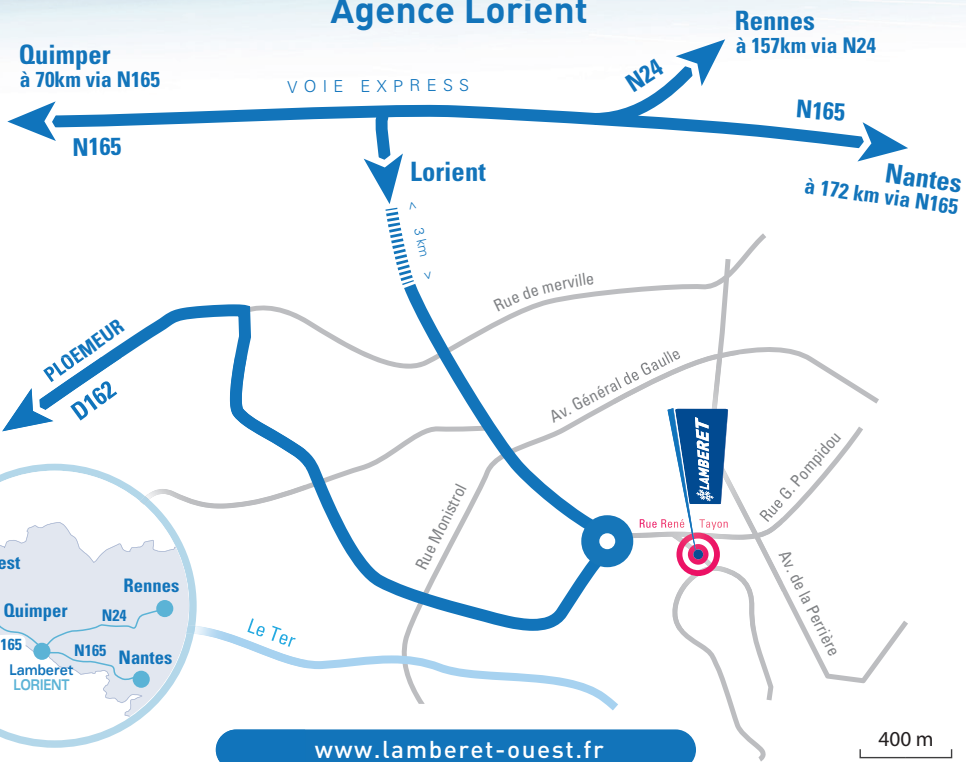 Agence Lorient
Rennes
à 157km via N24
Quimper
à 70km via N165
VOIE EXPRESS
N24
N165
N165
Nantes
à 172 km via N165
Lorient
< 3 km >
Rue de merville
PLOEMEUR
D162
Av. Général de Gaulle
LAMBERET
Rue G. Pompidou
Rue Monistrol
Rue René Tayon
Av. de la Perrière
Le Ter
est
Rennes
Quimper
N24
165
N165
Nantes
Lamberet
LORIENT
www.lamberet-ouest.fr
400 m